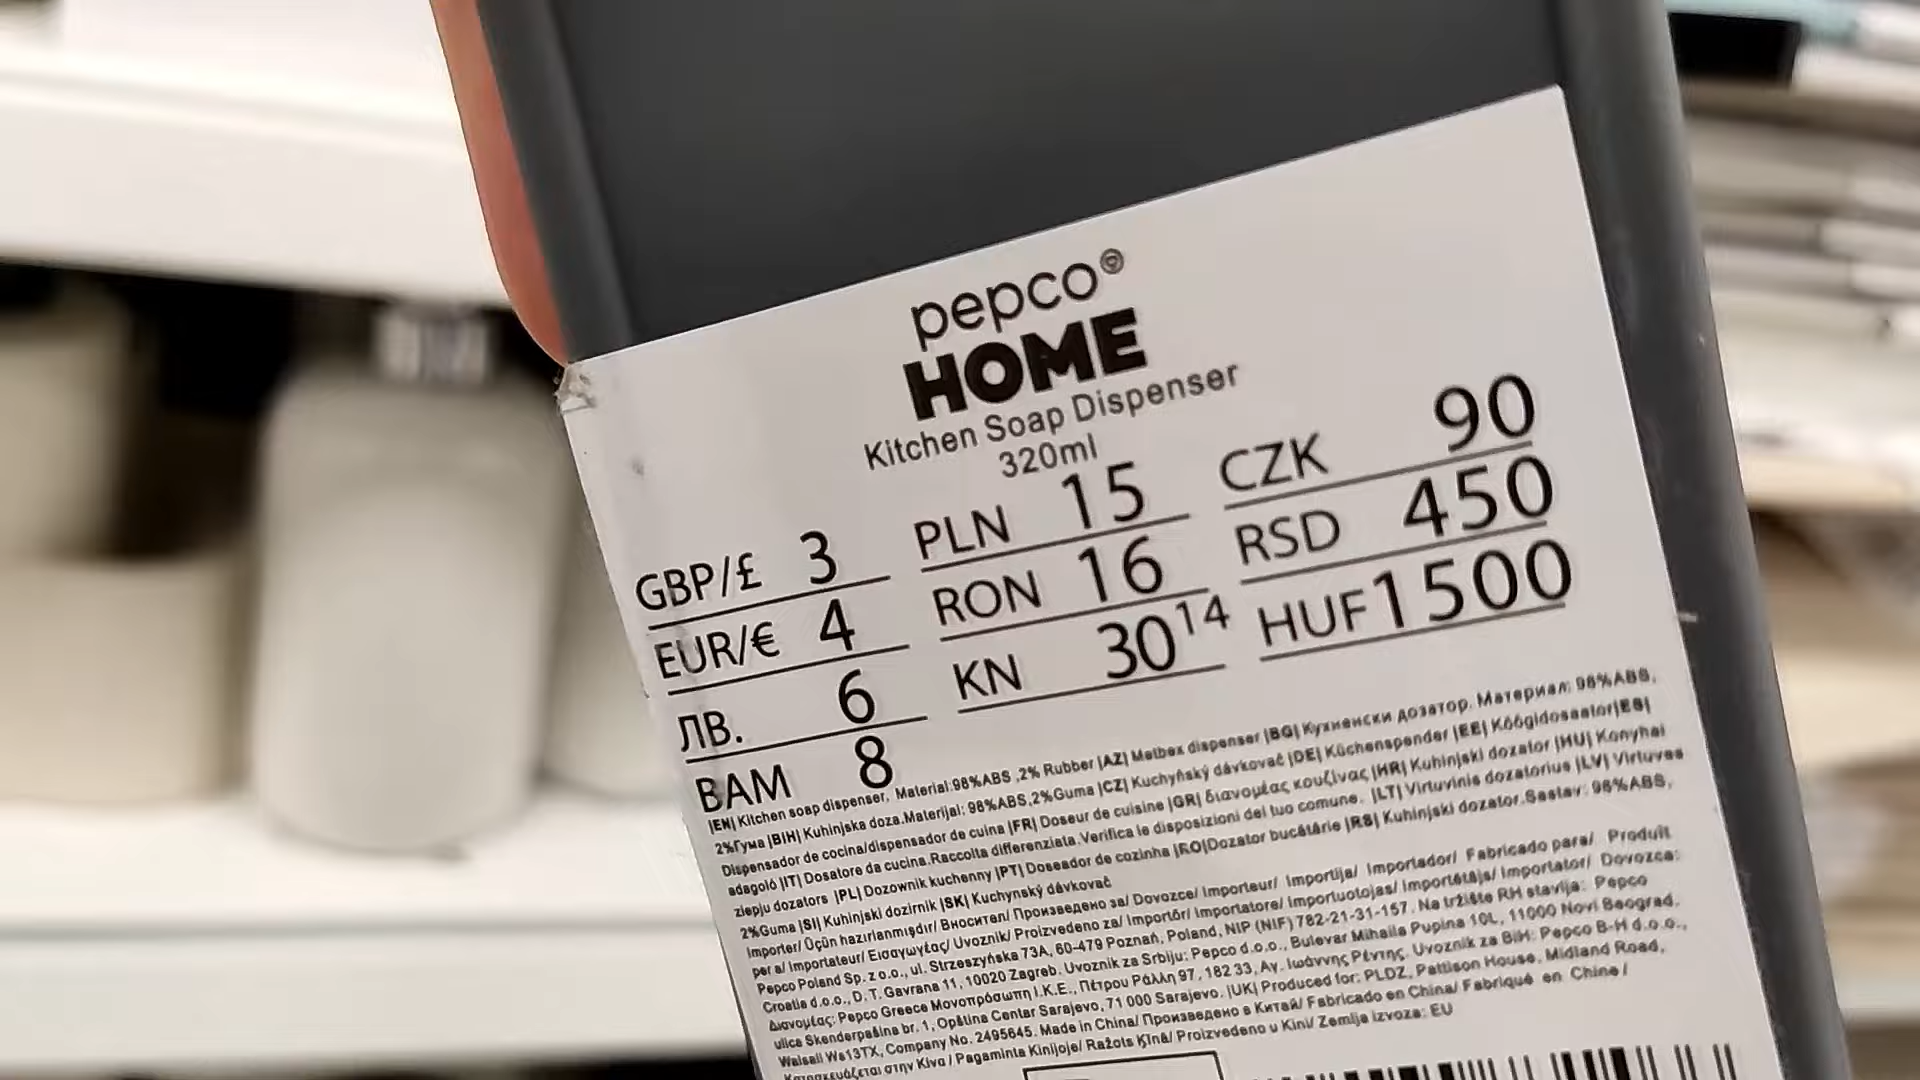 pepco
HOME
Kitchen Soap Dispenser
320ml
GBP/£ 3
EUR/€ 4
ЛВ. 6
BAM 8
PLN 15
RON 16
KN 30¹⁴
CZK 90
RSD 450
HUF 1500
|EN| Kitchen soap dispenser, Material:98%ABS ,2% Rubber |AZ| Metbex dispenser |BG| Кухненски дозатор. Материал: 98%ABS,
2%Гума |BIH| Kuhinjska doza.Materijal: 98%ABS,2%Guma |CZ| Kuchyňský dávkovač |DE| Küchenspender |EE| Köögidosaator|ES|
Dispensador de cocina/dispensador de cuina |FR| Doseur de cuisine |GR| διανομέας κουζίνας |HR| Kuhinjski dozator |HU| Konyhai
adagoló |IT| Dosatore da cucina.Raccolta differenziata.Verifica le disposizioni del tuo comune. |LT| Virtuvinis dozatorius |LV| Virtuves
ziepju dozators |PL| Dozownik kuchenny |PT| Doseador de cozinha |RO|Dozator bucătărie |RS| Kuhinjski dozator.Sastav: 98%ABS,
2%Guma |SI| Kuhinjski dozirnik |SK| Kuchynský dávkovač
Importer/ Üçün hazırlanmışdır/ Вносител/ Произведено за/ Dovozce/ Importeur/ Importija/ Importador/ Fabricado para/ Produit
per a/ Importateur/ Εισαγωγέας/ Uvoznik/ Proizvedeno za/ Importőr/ Importatore/ Importuotojas/ Importētājs/ Importator/ Dovozca:
Pepco Poland Sp. z o.o., ul. Strzeszyńska 73A, 60-479 Poznań, Poland, NIP (NIF) 782-21-31-157. Na tržište RH stavlja: Pepco
Croatia d.o.o., D. T. Gavrana 11, 10020 Zagreb. Uvoznik za Srbiju: Pepco d.o.o., Bulevar Mihaila Pupina 10L, 11000 Novi Beograd.
Διανομέας: Pepco Greece Μονοπρόσωπη Ι.Κ.Ε., Πέτρου Ράλλη 97, 182 33, Αγ. Ιωάννης Ρέντης. Uvoznik za BiH: Pepco B-H d.o.o.,
ulica Skenderpašina br. 1, Opština Centar Sarajevo, 71 000 Sarajevo. |UK| Produced for: PLDZ, Pattison House, Midland Road,
Walsall Ws13TX, Company No. 2495645. Made in China/ Произведено в Китай/ Fabricado en China/ Fabriqué en Chine/
Κατασκευάζεται στην Κίνα / Pagaminta Kinijoje/ Ražots Ķīnā/ Proizvedeno u Kini/ Zemlja izvoza: EU